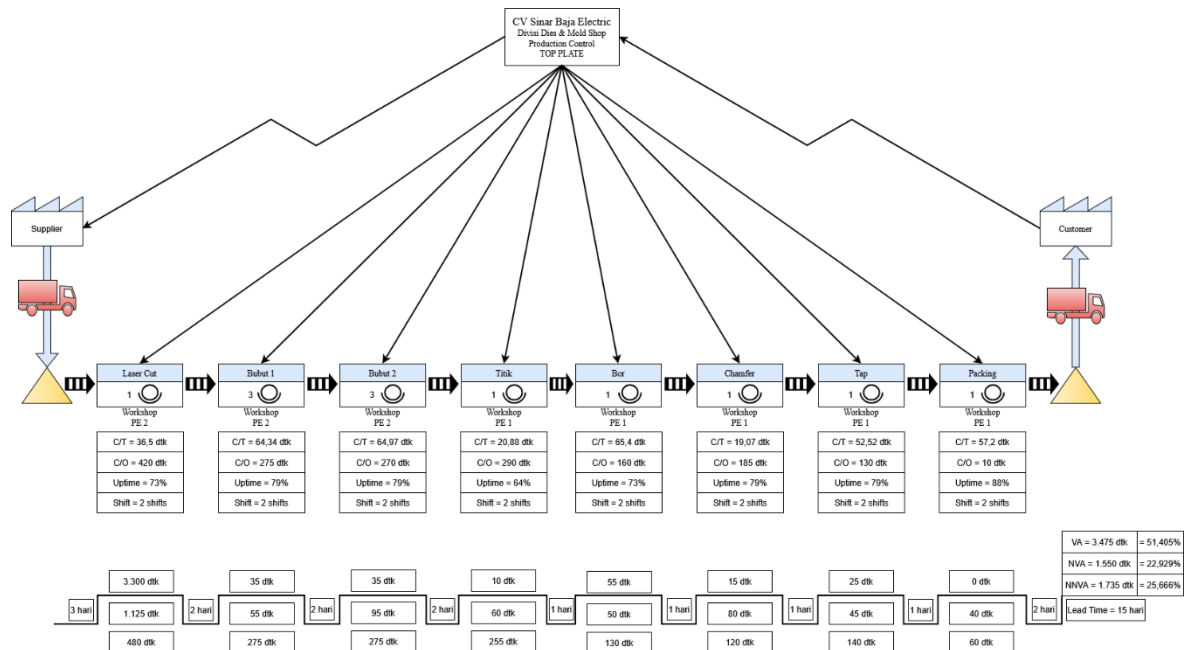 CV Sinar Baja Electric
Divisi Dies & Mold Shop
Production Control
TOP PLATE
Supplier
Customer
Laser Cut
1
Workshop
PE 2
C/T = 36,5 dtk
C/O = 420 dtk
Uptime = 73%
Shift = 2 shifts
Bubut 1
3
Workshop
PE 2
C/T = 64,34 dtk
C/O = 275 dtk
Uptime = 79%
Shift = 2 shifts
Bubut 2
3
Workshop
PE 2
C/T = 64,97 dtk
C/O = 270 dtk
Uptime = 79%
Shift = 2 shifts
Titik
1
Workshop
PE 1
C/T = 20,88 dtk
C/O = 290 dtk
Uptime = 64%
Shift = 2 shifts
Bor
1
Workshop
PE 1
C/T = 65,4 dtk
C/O = 160 dtk
Uptime = 73%
Shift = 2 shifts
Chamfer
1
Workshop
PE 1
C/T = 19,07 dtk
C/O = 185 dtk
Uptime = 79%
Shift = 2 shifts
Tap
1
Workshop
PE 1
C/T = 52,52 dtk
C/O = 130 dtk
Uptime = 79%
Shift = 2 shifts
Packing
1
Workshop
PE 1
C/T = 57,2 dtk
C/O = 10 dtk
Uptime = 88%
Shift = 2 shifts
3 hari
3.300 dtk
1.125 dtk
480 dtk
2 hari
35 dtk
55 dtk
275 dtk
2 hari
35 dtk
95 dtk
275 dtk
2 hari
10 dtk
60 dtk
255 dtk
1 hari
55 dtk
50 dtk
130 dtk
1 hari
15 dtk
80 dtk
120 dtk
1 hari
25 dtk
45 dtk
140 dtk
1 hari
0 dtk
40 dtk
60 dtk
2 hari
VA = 3.475 dtk = 51,405%
NVA = 1.550 dtk = 22,929%
NNVA = 1.735 dtk = 25,666%
Lead Time = 15 hari